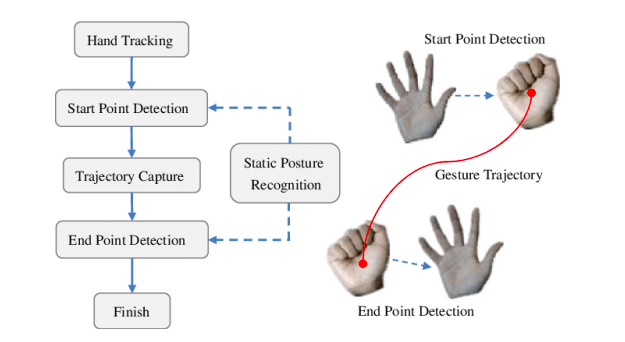 Hand Tracking
Start Point Detection
Trajectory Capture
End Point Detection
Finish
Static Posture
Recognition
Start Point Detection
Gesture Trajectory
End Point Detection